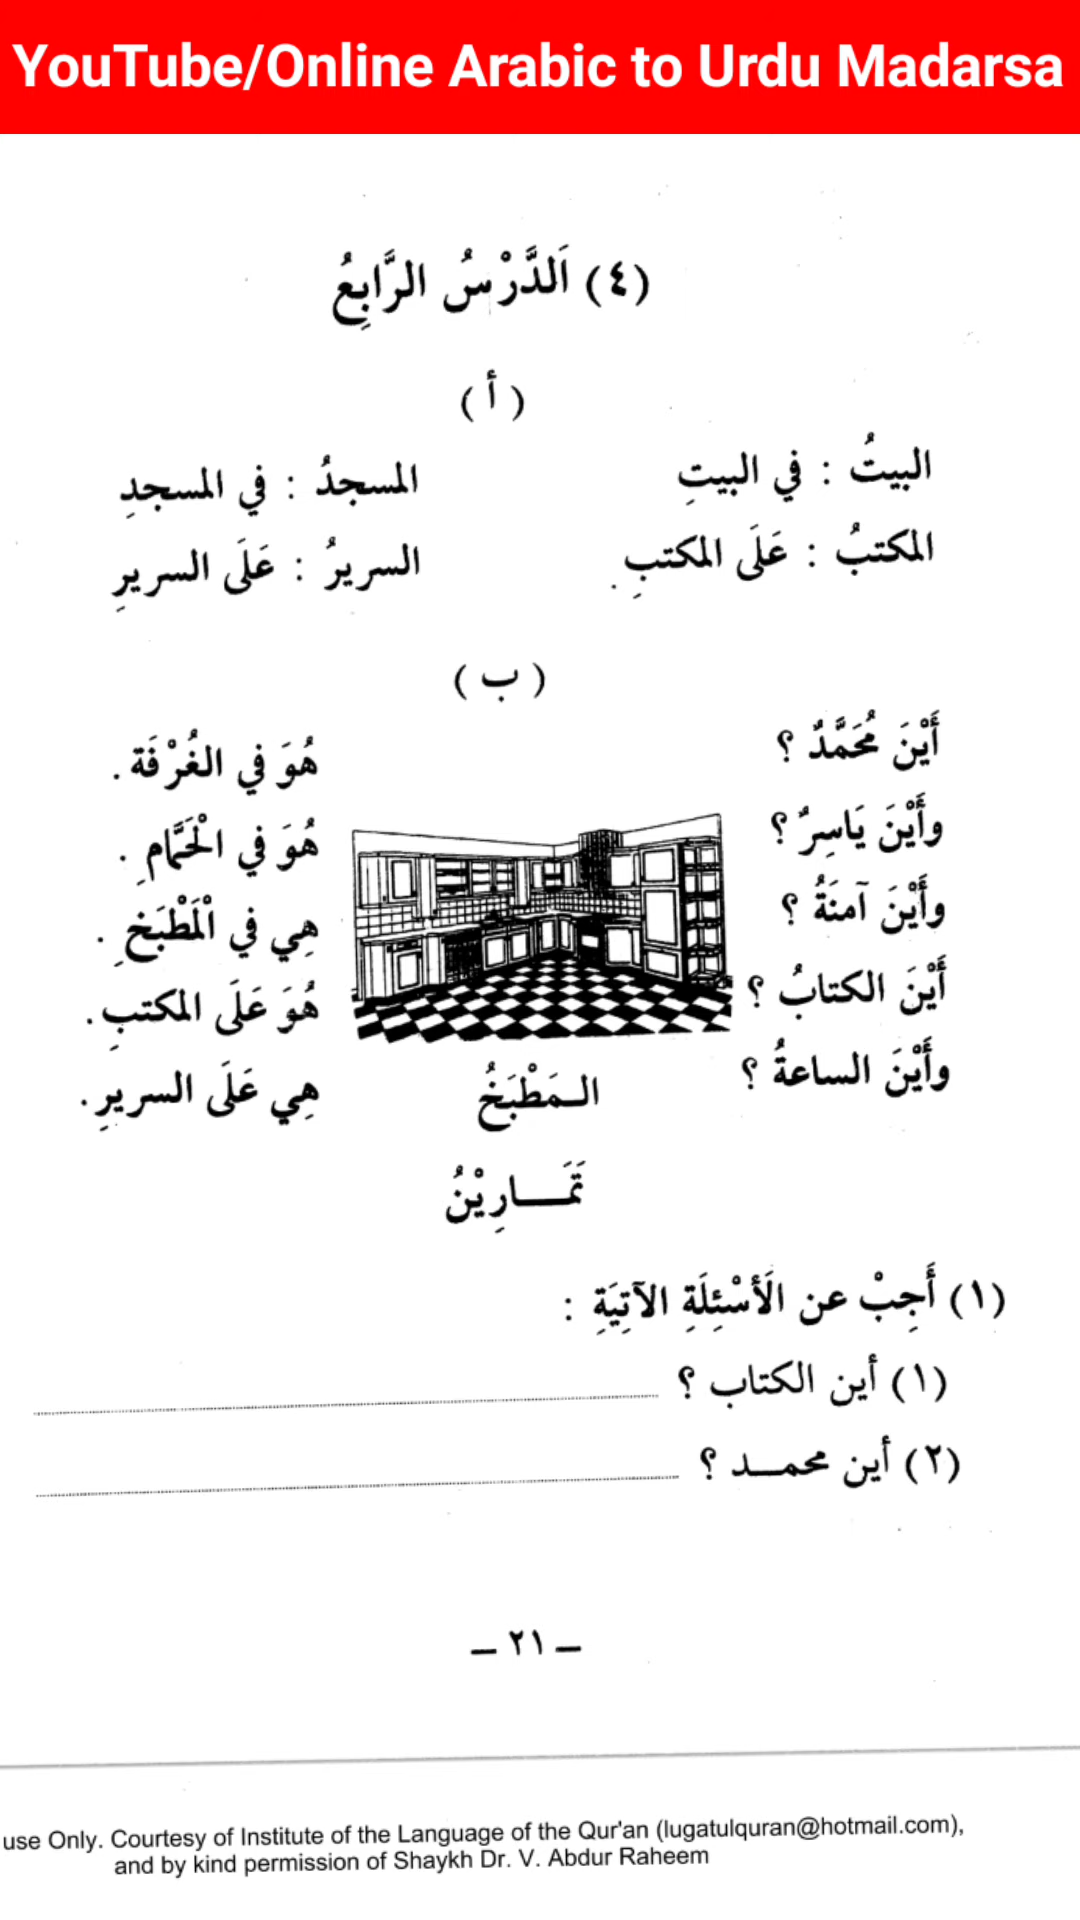 YouTube/Online Arabic to Urdu Madarsa
(٤) اَلدَّرْسُ الرَّابِعُ
( أ )
البيتُ : في البيتِ المسجدُ : في المسجدِ
المكتبُ : عَلَى المكتبِ السريرُ : عَلَى السريرِ
( ب )
أَيْنَ مُحَمَّدٌ ؟ هُوَ في الغُرْفَة .
وأَيْنَ يَاسِرٌ ؟ هُوَ في الْحَمَّامِ .
وأَيْنَ آمنَةُ ؟ هِي في الْمَطْبَخِ .
أَيْنَ الكتابُ ؟ هُوَ عَلَى المكتبِ .
وأَيْنَ الساعةُ ؟ هِي عَلَى السريرِ .
الـمَطْبَخُ
تَمَـــارِيْنُ
(١) أَجِبْ عن الَأسْئِلَةِ الآتِيَةِ :
(١) أين الكتاب ؟
(٢) أين محمـــد ؟
– ٢١ –
use Only. Courtesy of Institute of the Language of the Qur'an (lugatulquran@hotmail.com),
and by kind permission of Shaykh Dr. V. Abdur Raheem